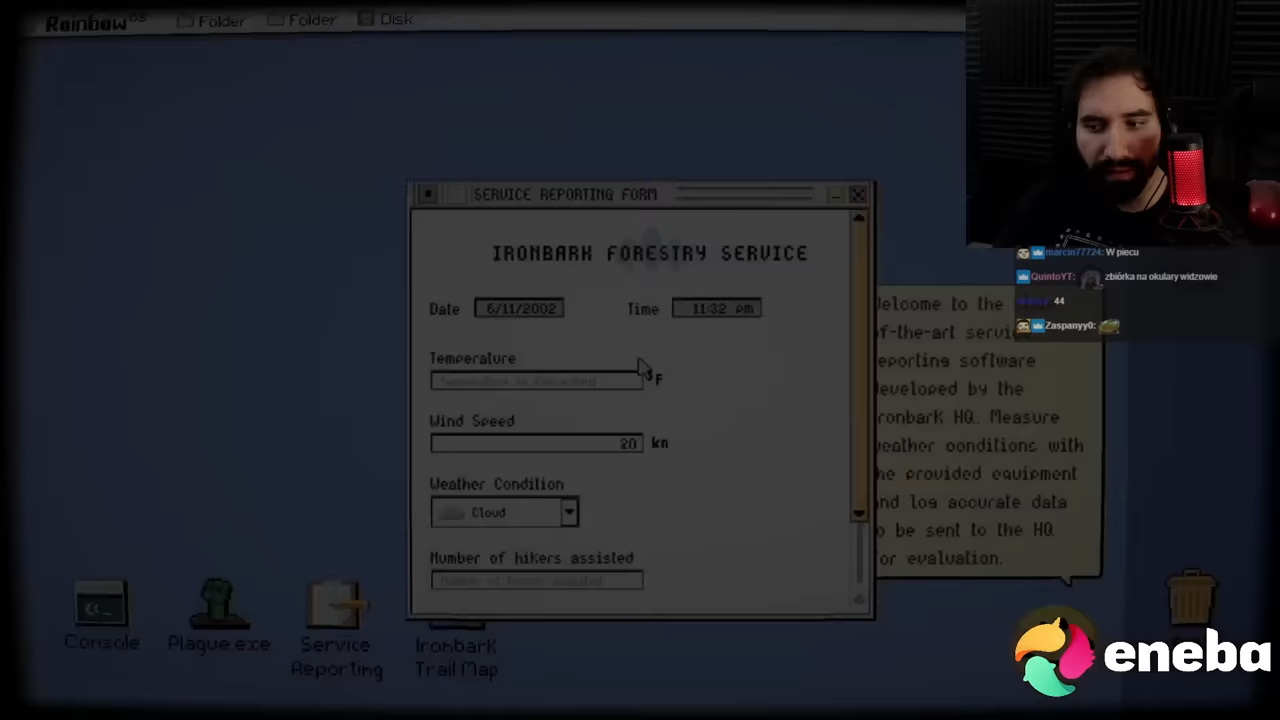 RainbowOS
Folder
Folder
Disk
SERVICE REPORTING FORM
IRONBARK FORESTRY SERVICE
Date
6/11/2002
Time
11:32 pm
Temperature
°F
Wind Speed
20
kn
Weather Condition
Cloud
Number of hikers assisted
elcome to the
f-the-art servi
eporting software
eveloped by the
ronbark HQ. Measure
eather conditions with
he provided equipment
nd log accurate data
o be sent to the HQ
or evaluation.
marcin77724: W piecu
QuintoYT: zbiórka na okulary widzowie
44
Zaspanyy0:
Console
Plague.exe
Service
Reporting
Ironbark
Trail Map
eneba